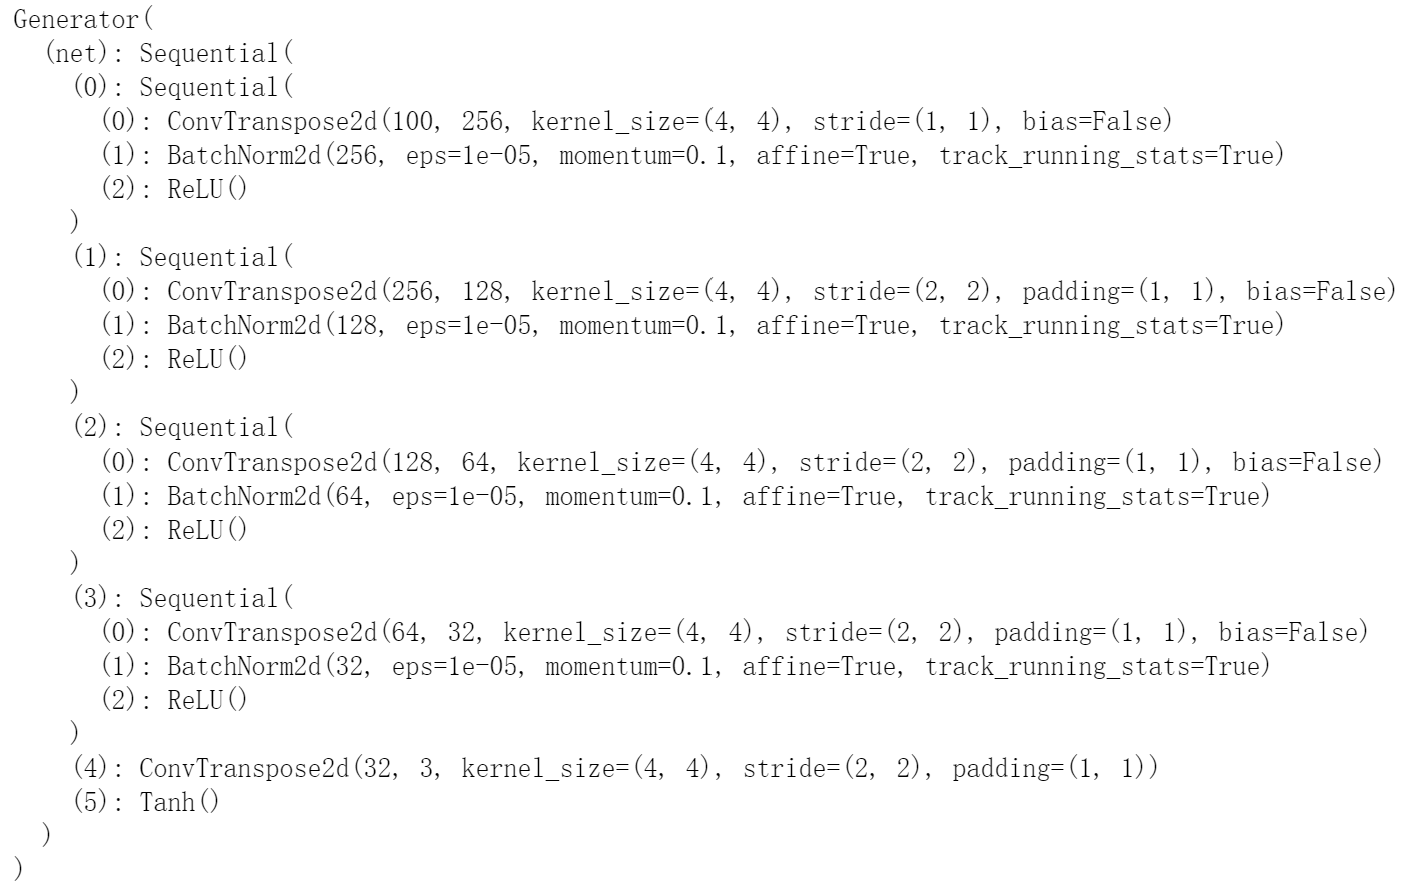 Generator(
  (net): Sequential(
    (0): Sequential(
      (0): ConvTranspose2d(100, 256, kernel_size=(4, 4), stride=(1, 1), bias=False)
      (1): BatchNorm2d(256, eps=1e-05, momentum=0.1, affine=True, track_running_stats=True)
      (2): ReLU()
    )
    (1): Sequential(
      (0): ConvTranspose2d(256, 128, kernel_size=(4, 4), stride=(2, 2), padding=(1, 1), bias=False)
      (1): BatchNorm2d(128, eps=1e-05, momentum=0.1, affine=True, track_running_stats=True)
      (2): ReLU()
    )
    (2): Sequential(
      (0): ConvTranspose2d(128, 64, kernel_size=(4, 4), stride=(2, 2), padding=(1, 1), bias=False)
      (1): BatchNorm2d(64, eps=1e-05, momentum=0.1, affine=True, track_running_stats=True)
      (2): ReLU()
    )
    (3): Sequential(
      (0): ConvTranspose2d(64, 32, kernel_size=(4, 4), stride=(2, 2), padding=(1, 1), bias=False)
      (1): BatchNorm2d(32, eps=1e-05, momentum=0.1, affine=True, track_running_stats=True)
      (2): ReLU()
    )
    (4): ConvTranspose2d(32, 3, kernel_size=(4, 4), stride=(2, 2), padding=(1, 1))
    (5): Tanh()
  )
)